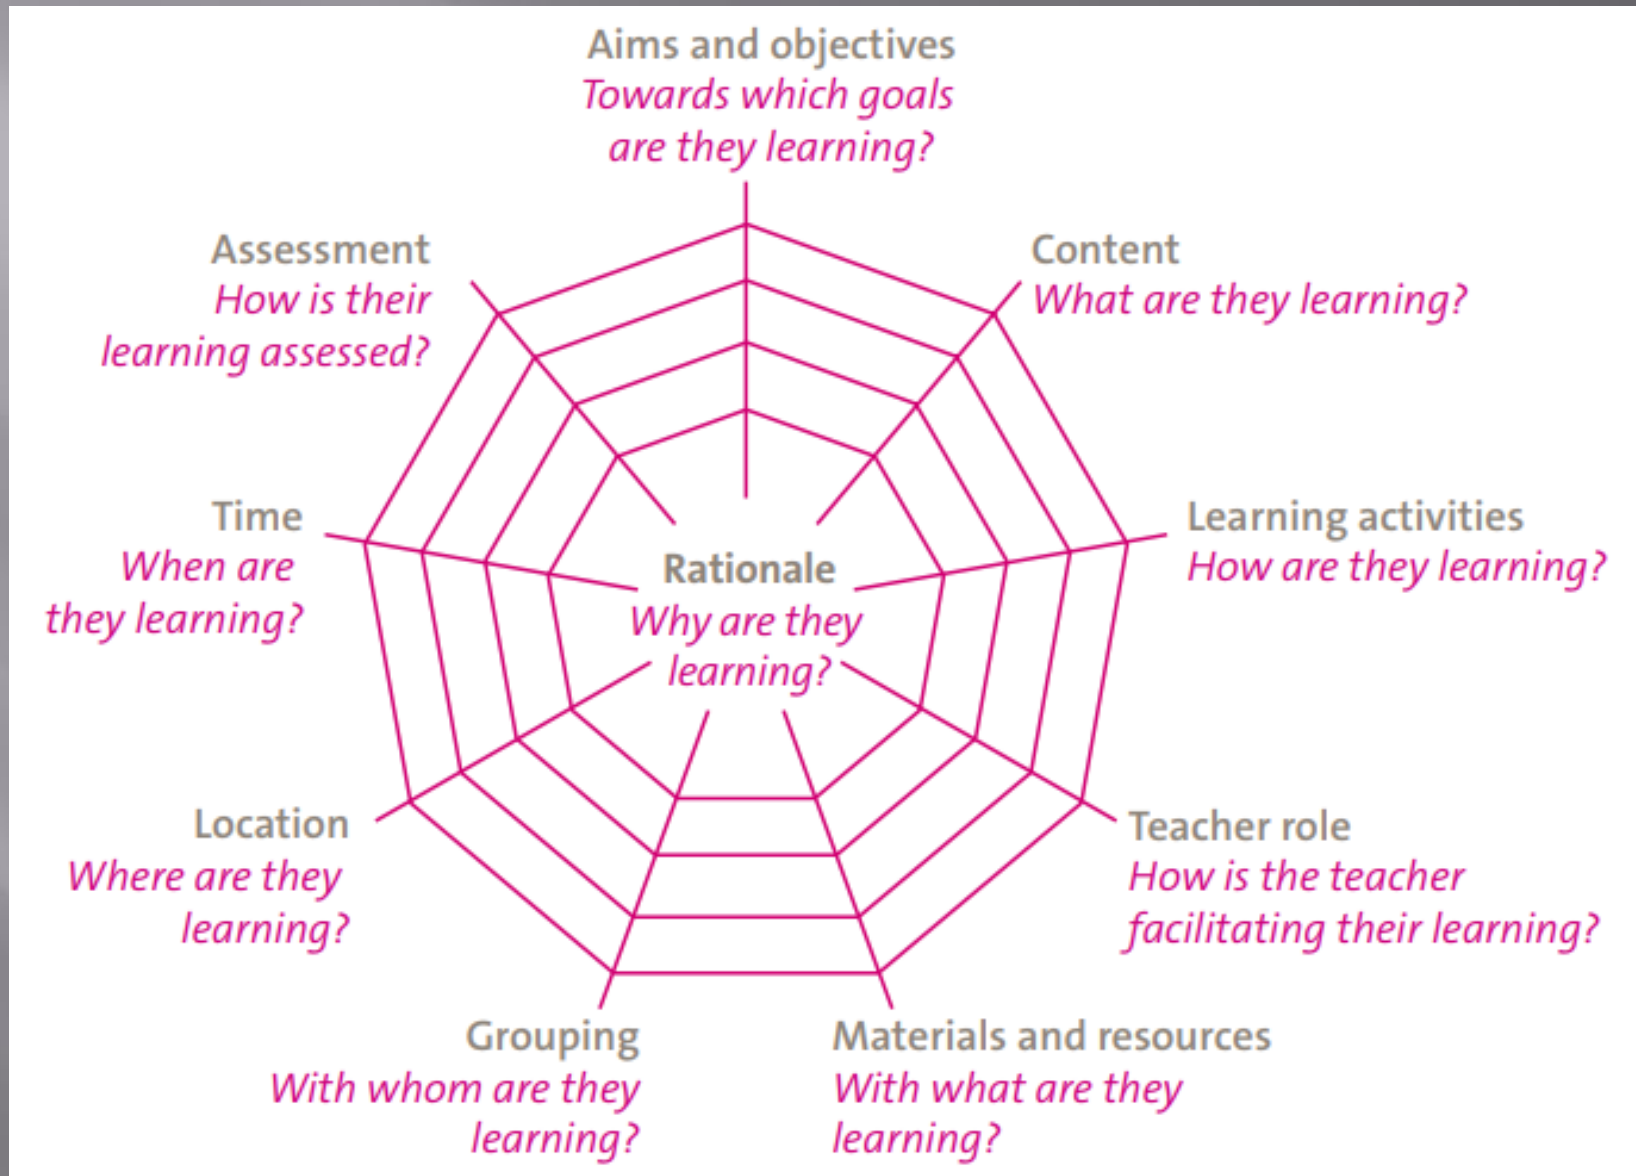 Aims and objectives
Towards which goals
are they learning?
Assessment
How is their
learning assessed?
Content
What are they learning?
Time
When are
they learning?
Rationale
Why are they
learning?
Learning activities
How are they learning?
Location
Where are they
learning?
Teacher role
How is the teacher
facilitating their learning?
Grouping
With whom are they
learning?
Materials and resources
With what are they
learning?